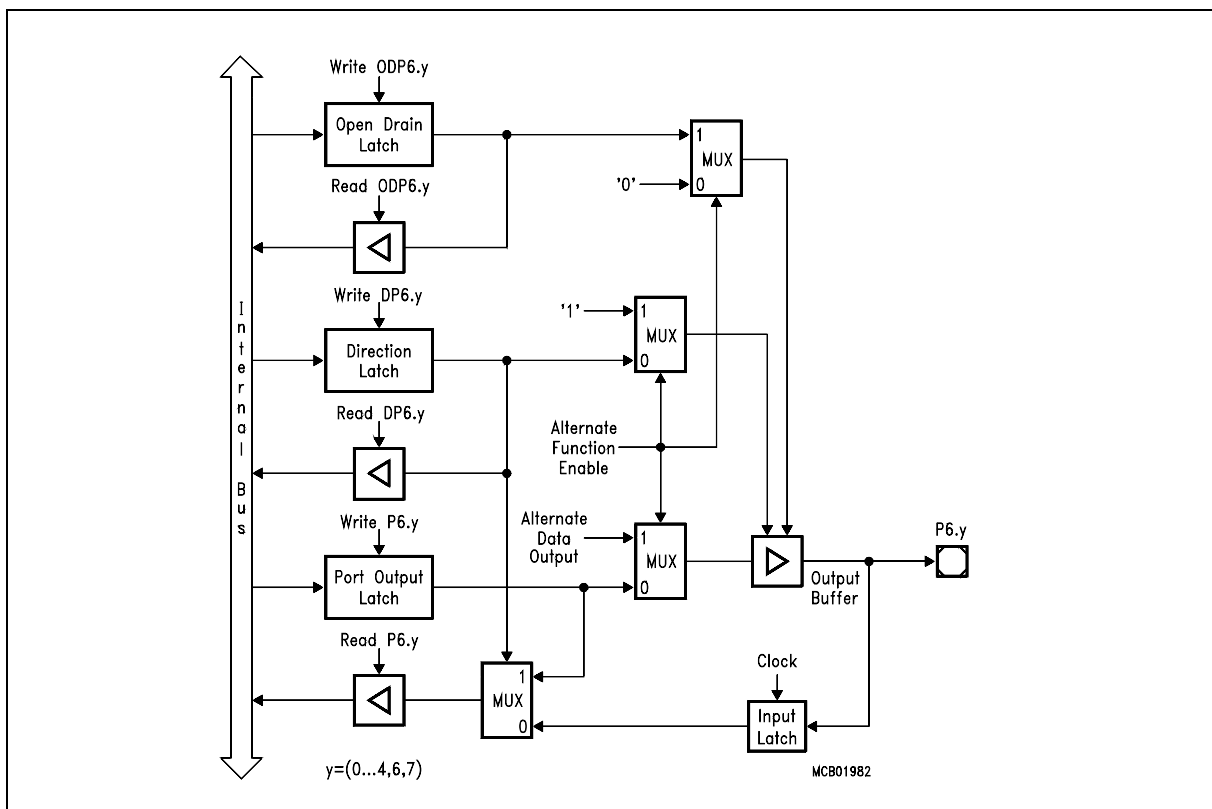 Write ODP6.y
Open Drain
Latch
1
MUX
0
'0'
Read ODP6.y
Internal Bus
Write DP6.y
'1'
1
MUX
0
Direction
Latch
Read DP6.y
Alternate
Function
Enable
Write P6.y
Alternate
Data
Output
1
MUX
0
P6.y
Port Output
Latch
Output
Buffer
Read P6.y
Clock
1
MUX
0
Input
Latch
y=(0...4,6,7)
MCB01982